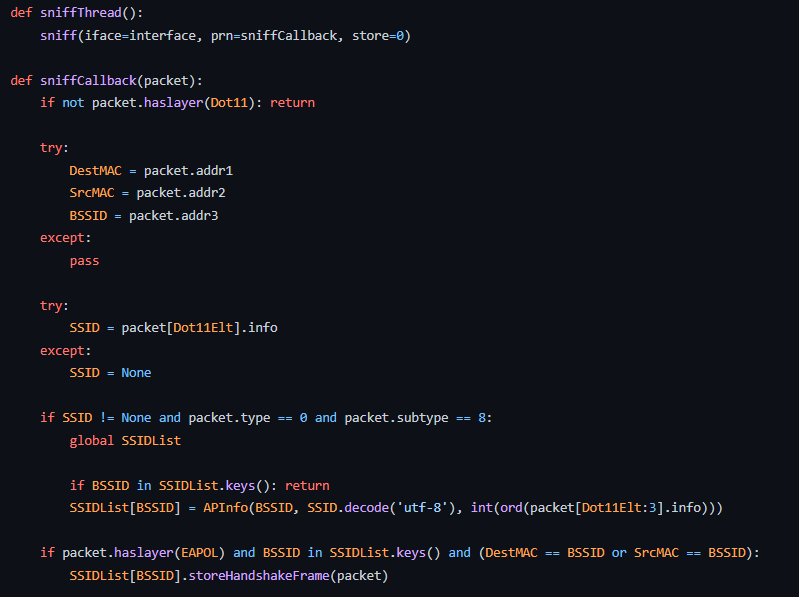 def sniffThread():
    sniff(iface=interface, prn=sniffCallback, store=0)

def sniffCallback(packet):
    if not packet.haslayer(Dot11): return

    try:
        DestMAC = packet.addr1
        SrcMAC = packet.addr2
        BSSID = packet.addr3
    except:
        pass

    try:
        SSID = packet[Dot11Elt].info
    except:
        SSID = None

    if SSID != None and packet.type == 0 and packet.subtype == 8:
        global SSIDList

        if BSSID in SSIDList.keys(): return
        SSIDList[BSSID] = APInfo(BSSID, SSID.decode('utf-8'), int(ord(packet[Dot11Elt:3].info)))

    if packet.haslayer(EAPOL) and BSSID in SSIDList.keys() and (DestMAC == BSSID or SrcMAC == BSSID):
        SSIDList[BSSID].storeHandshakeFrame(packet)